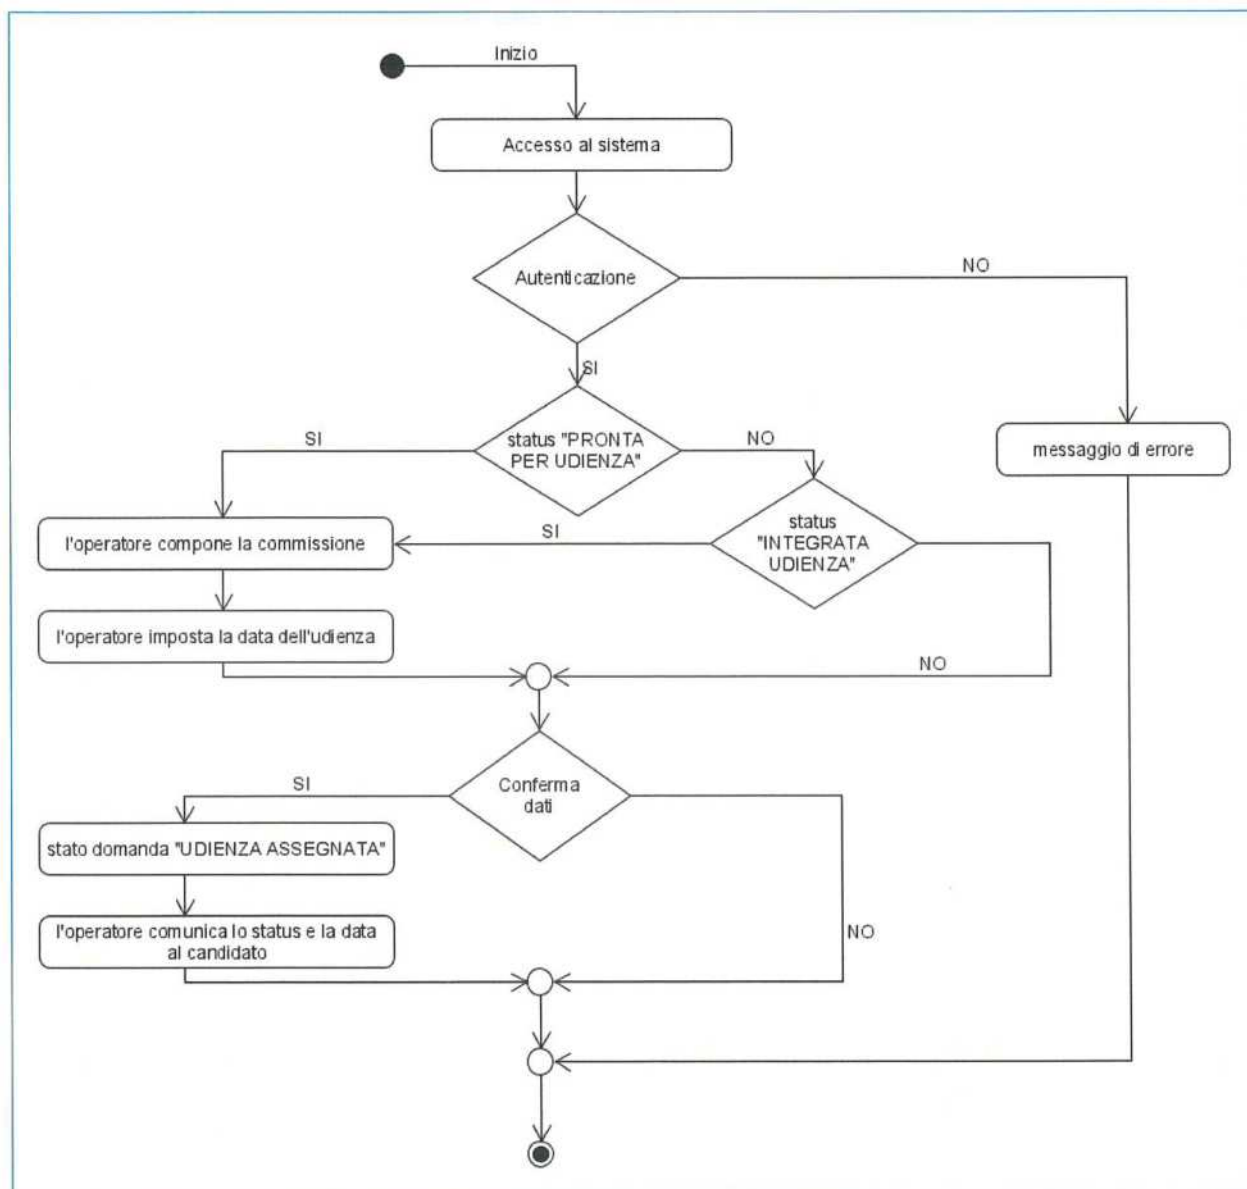 Inizio
Accesso al sistema
Autenticazione
NO
SI
status "PRONTA
PER UDIENZA"
SI
NO
messaggio di errore
status
"INTEGRATA
UDIENZA"
SI
l'operatore compone la commissione
l'operatore imposta la data dell'udienza
NO
Conferma
dati
SI
stato domanda "UDIENZA ASSEGNATA"
l'operatore comunica lo status e la data
al candidato
NO